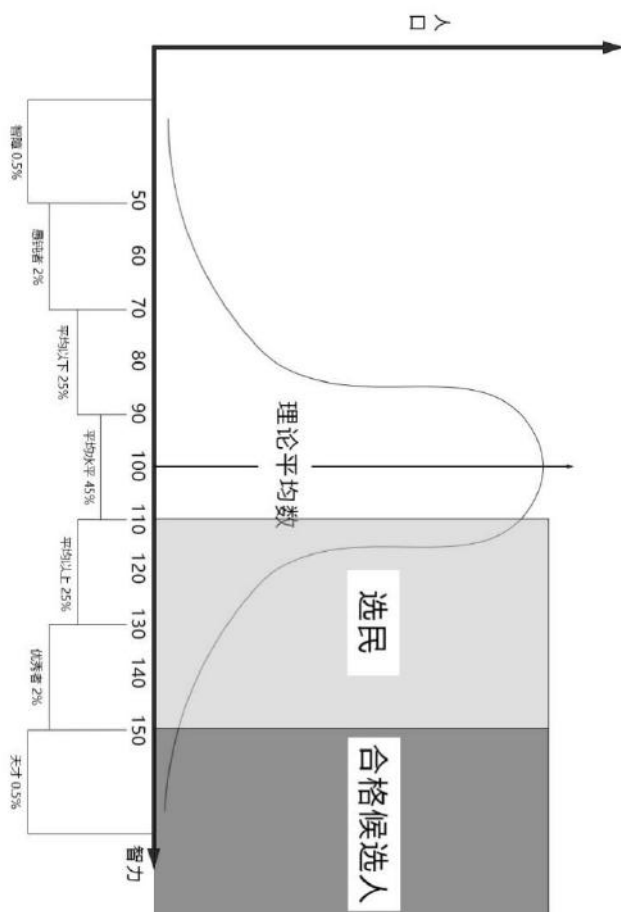 人口
智障 0.5%
愚钝者 2%
平均以下 25%
平均水平 45%
平均以上 25%
优秀者 2%
天才 0.5%
50
60
70
80
90
100
110
120
130
140
150
智力
理论平均数
选民
合格候选人